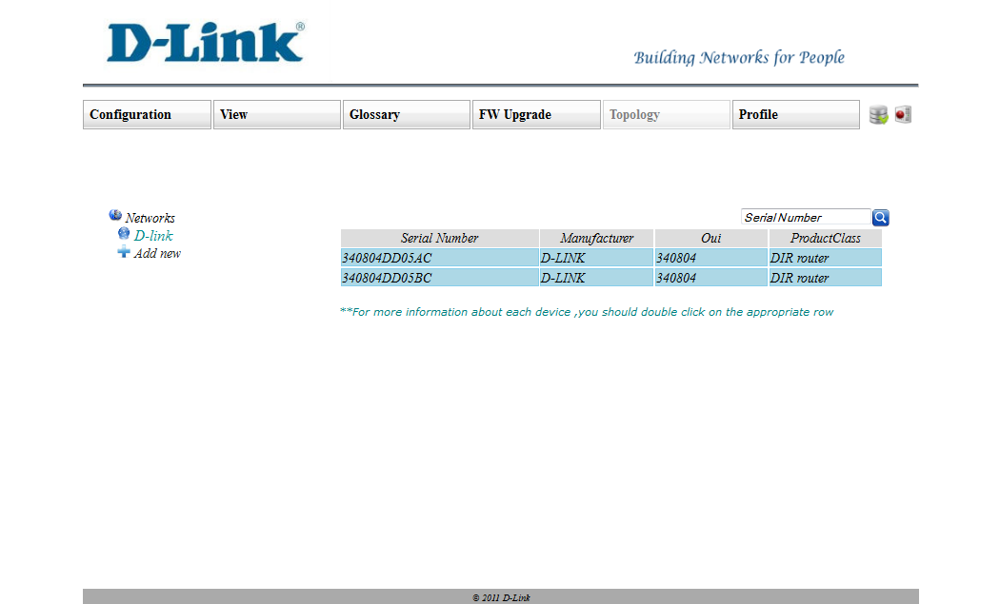 D-Link®
Building Networks for People
Configuration View Glossary FW Upgrade Topology Profile
Networks
D-link
Add new
Serial Number
Serial Number Manufacturer Oui ProductClass
340804DD05AC D-LINK 340804 DIR router
340804DD05BC D-LINK 340804 DIR router
**For more information about each device ,you should double click on the appropriate row
© 2011 D-Link